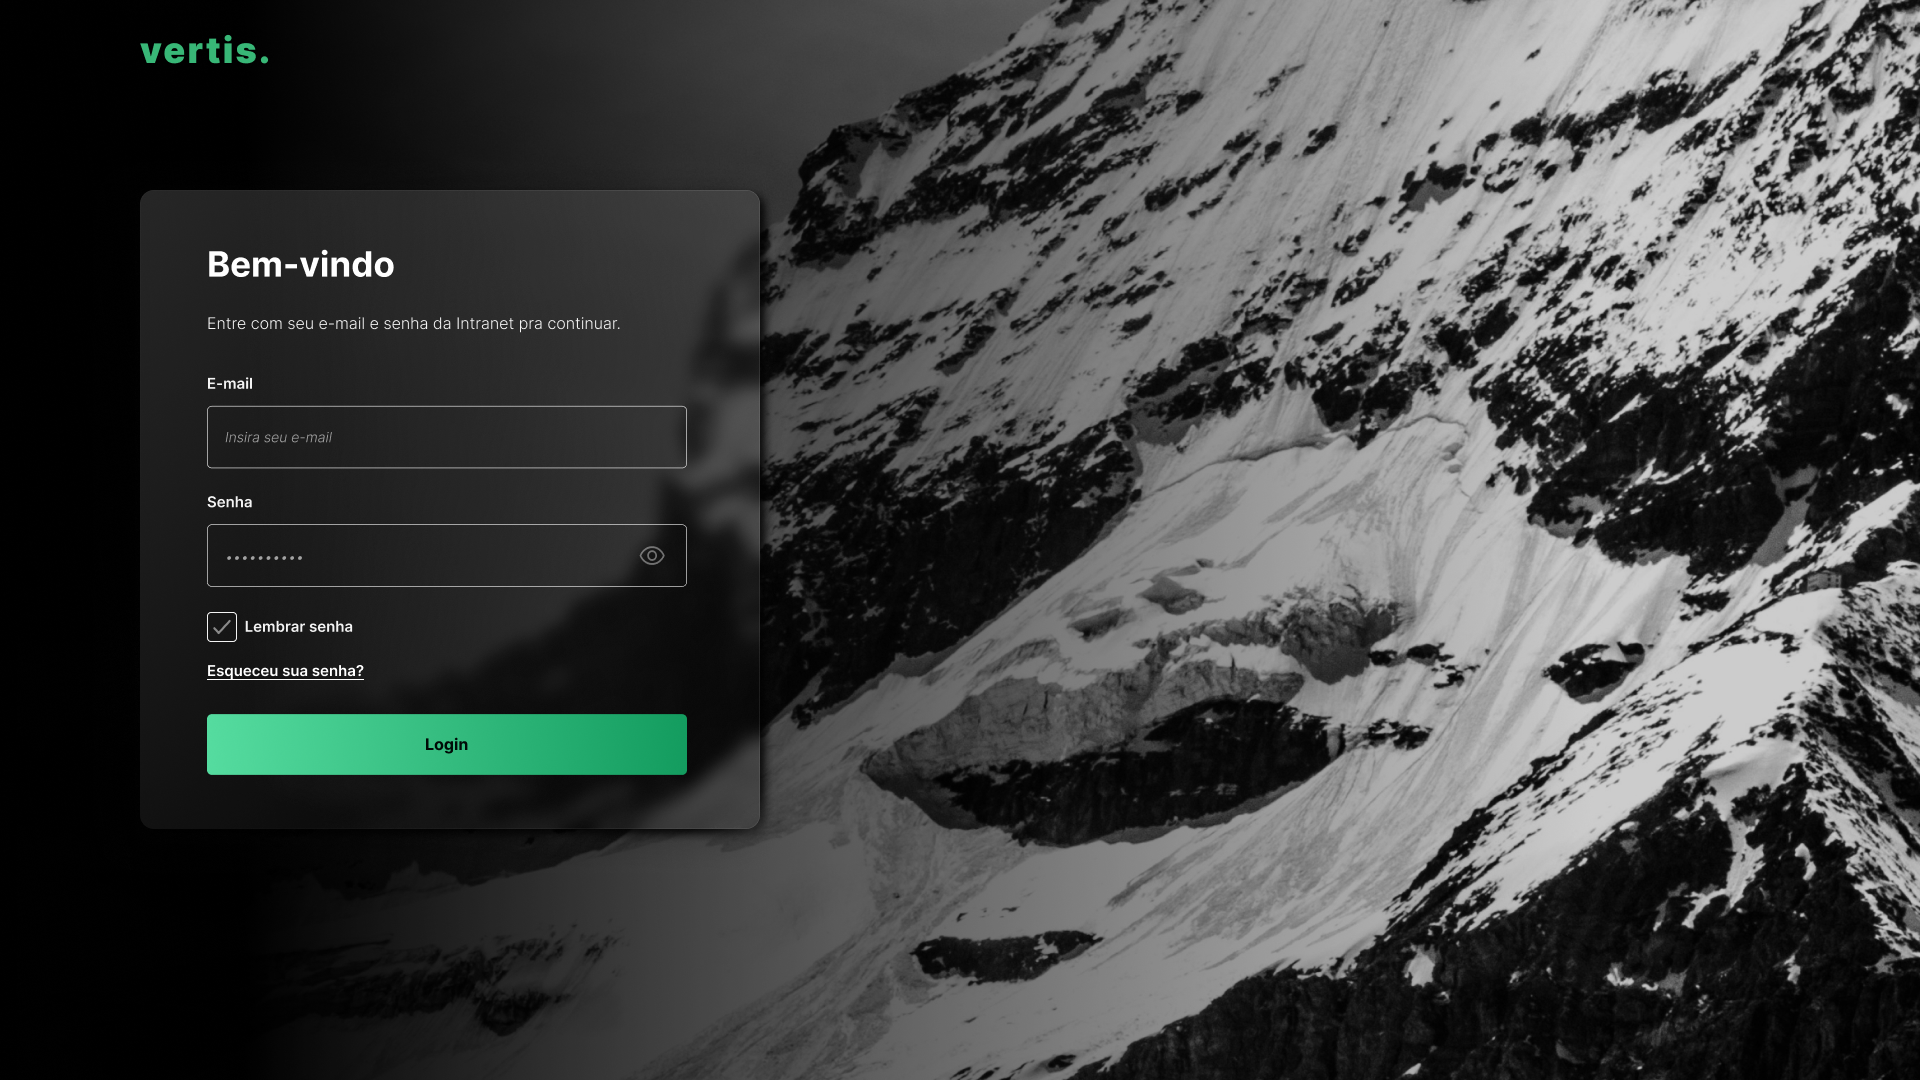 vertis.
Bem-vindo
Entre com seu e-mail e senha da Intranet pra continuar.
E-mail
Insira seu e-mail
Senha
••••••••••
Lembrar senha
Esqueceu sua senha?
Login